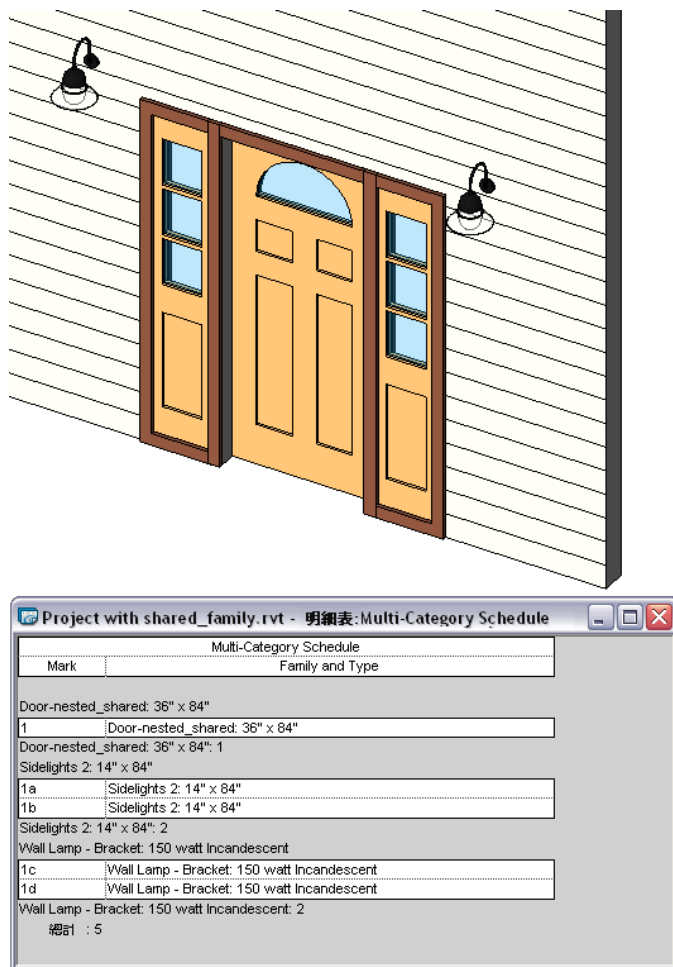 Project with shared_family.rvt - 明細表:Multi-Category Schedule
Multi-Category Schedule
Mark Family and Type
Door-nested_shared: 36" x 84"
1 Door-nested_shared: 36" x 84"
Door-nested_shared: 36" x 84": 1
Sidelights 2: 14" x 84"
1a Sidelights 2: 14" x 84"
1b Sidelights 2: 14" x 84"
Sidelights 2: 14" x 84": 2
Wall Lamp - Bracket: 150 watt Incandescent
1c Wall Lamp - Bracket: 150 watt Incandescent
1d Wall Lamp - Bracket: 150 watt Incandescent
Wall Lamp - Bracket: 150 watt Incandescent: 2
總計 : 5